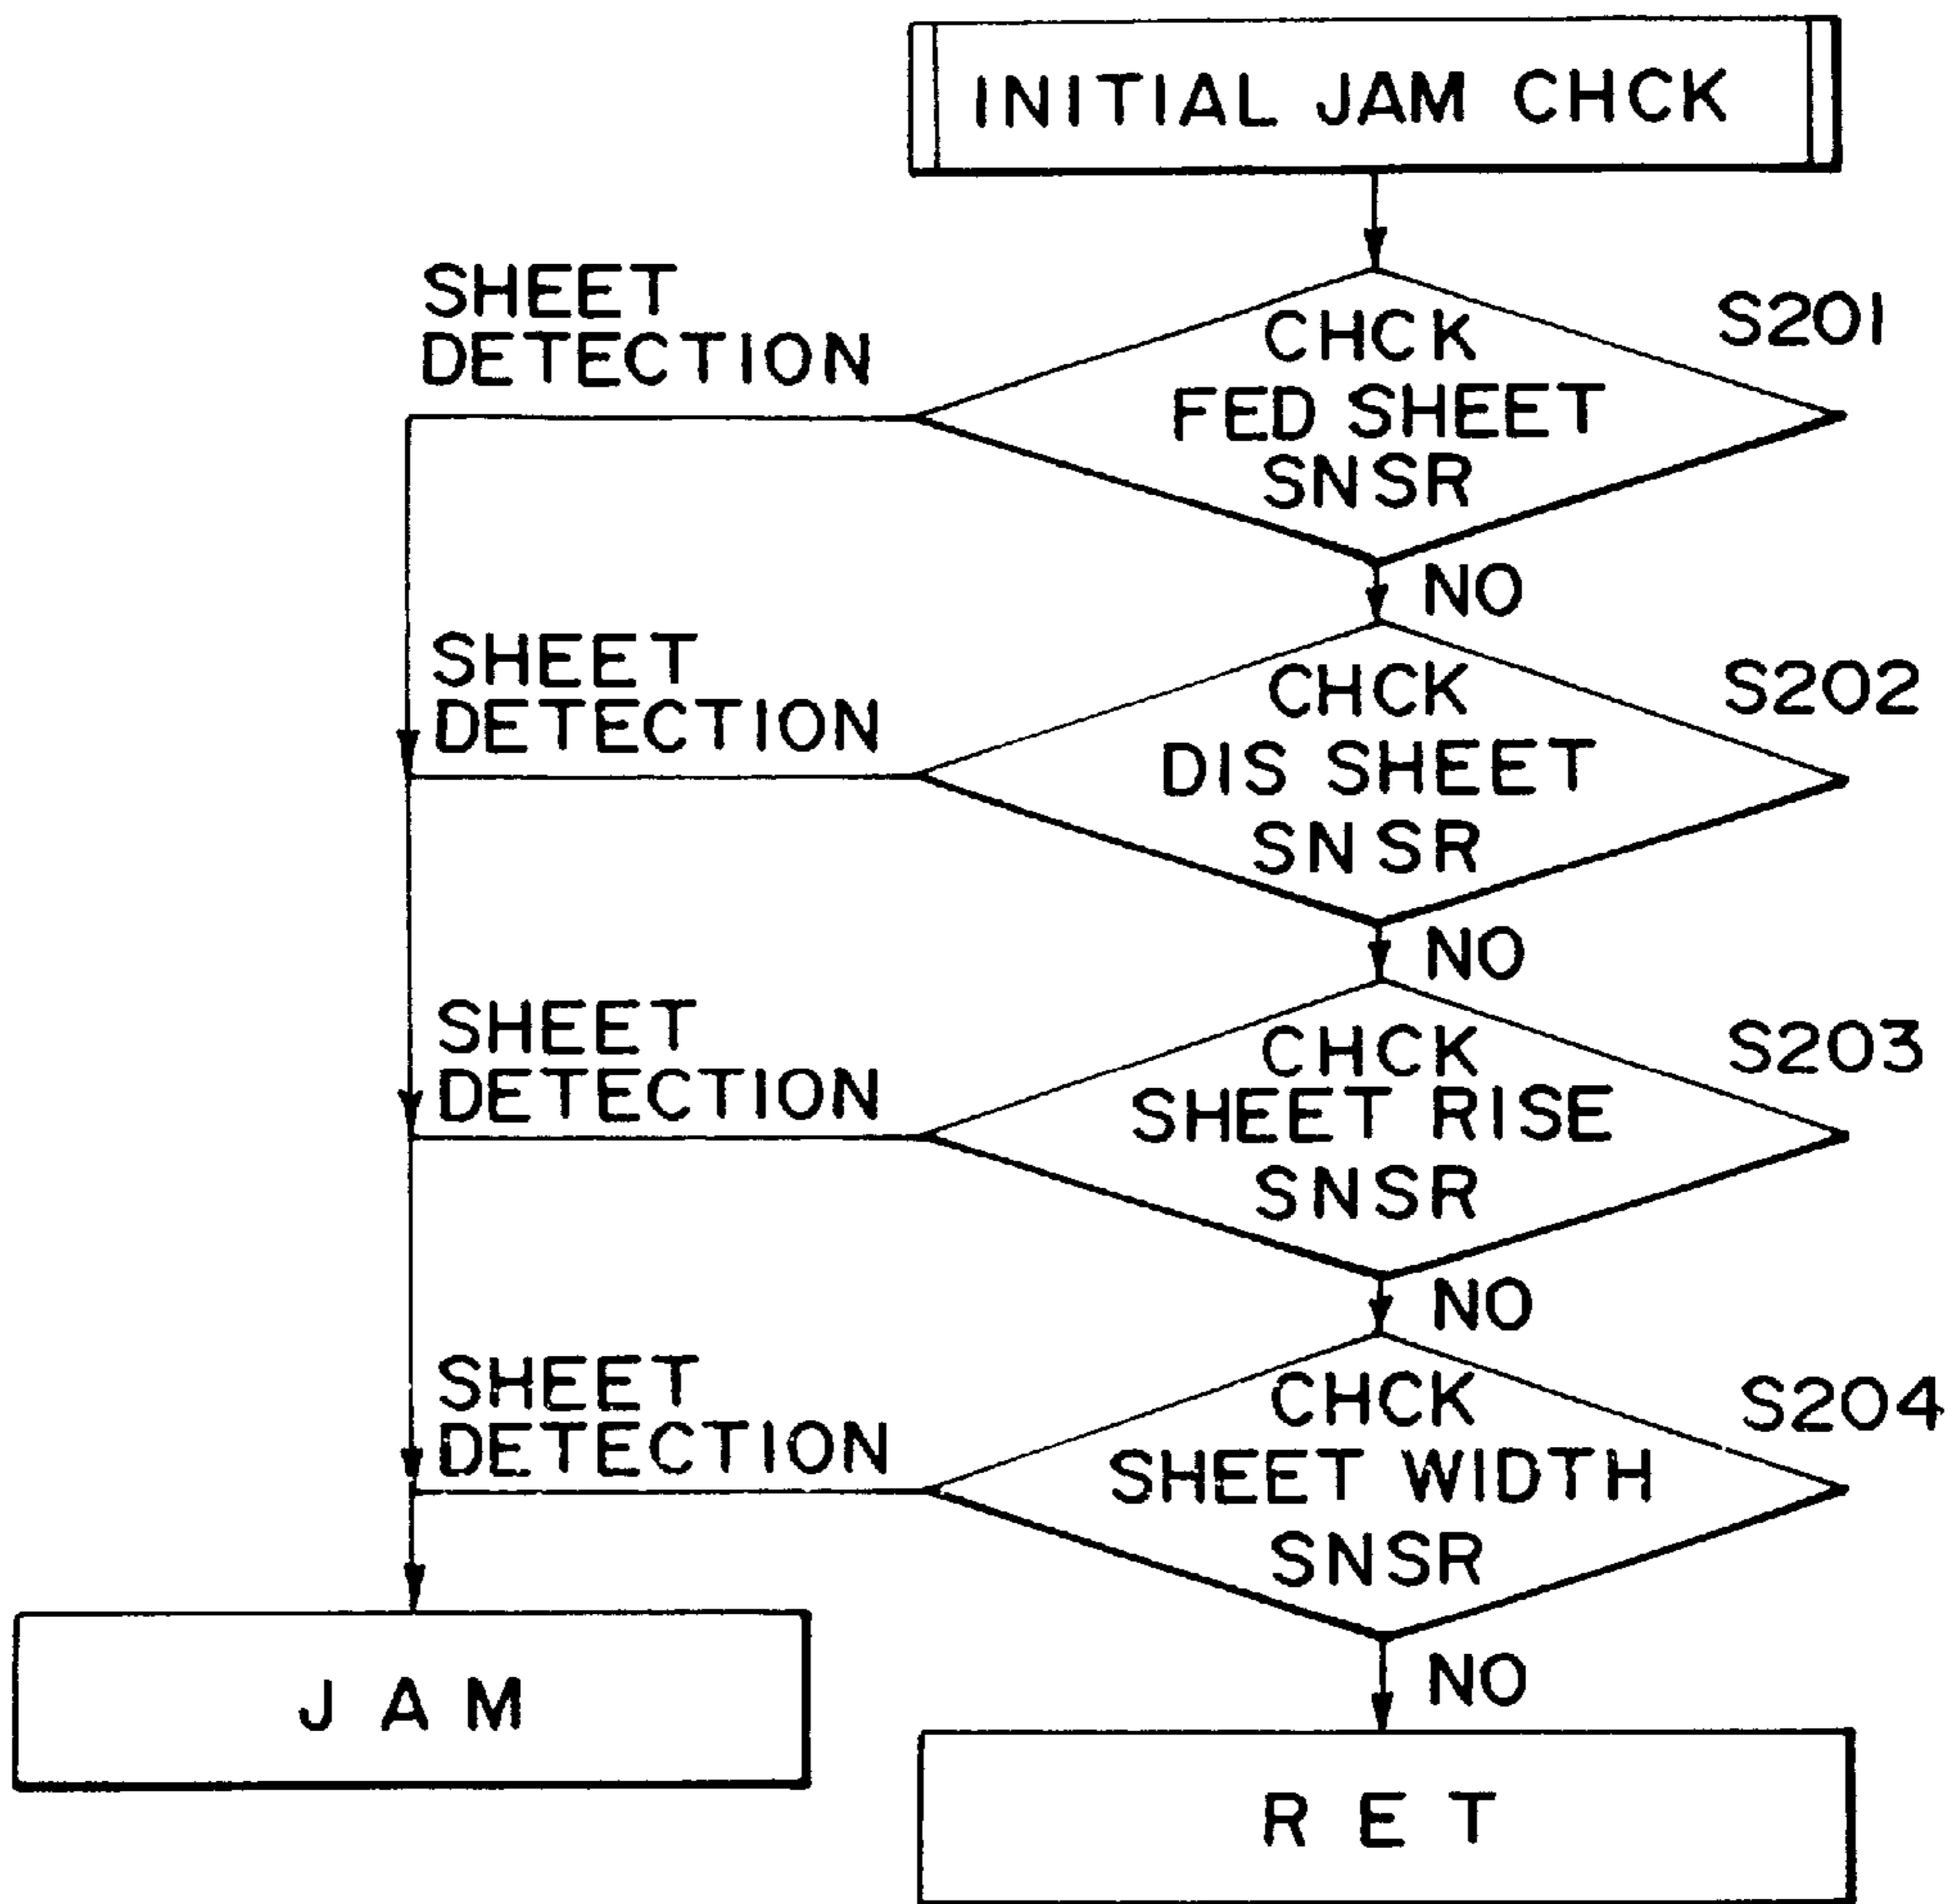 INITIAL JAM CHCK
SHEET
DETECTION
CHCK
FED SHEET
SNSR
S201
NO
SHEET
DETECTION
CHCK
DIS SHEET
SNSR
S202
NO
SHEET
DETECTION
CHCK
SHEET RISE
SNSR
S203
NO
SHEET
DETECTION
CHCK
SHEET WIDTH
SNSR
S204
NO
JAM
RET